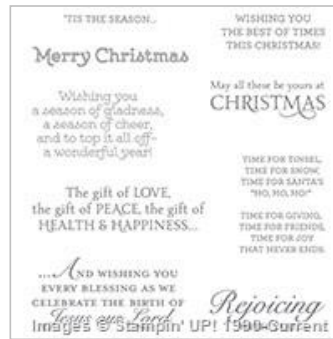 'TIS THE SEASON...
Merry Christmas
Wishing you
a season of gladness,
a season of cheer,
and to top it all off-
a wonderful year!
The gift of LOVE,
the gift of PEACE, the gift of
HEALTH & HAPPINESS...
...AND WISHING YOU
EVERY BLESSING AS WE
CELEBRATE THE BIRTH OF
Jesus our Lord
WISHING YOU
THE BEST OF TIMES
THIS CHRISTMAS!
May all these be yours at
CHRISTMAS
TIME FOR TINSEL,
TIME FOR SNOW,
TIME FOR SANTA'S
"HO, HO, HO!"
TIME FOR GIVING,
TIME FOR FRIENDS,
TIME FOR JOY
THAT NEVER ENDS.
Rejoicing
Images © Stampin' UP! 1990-Current